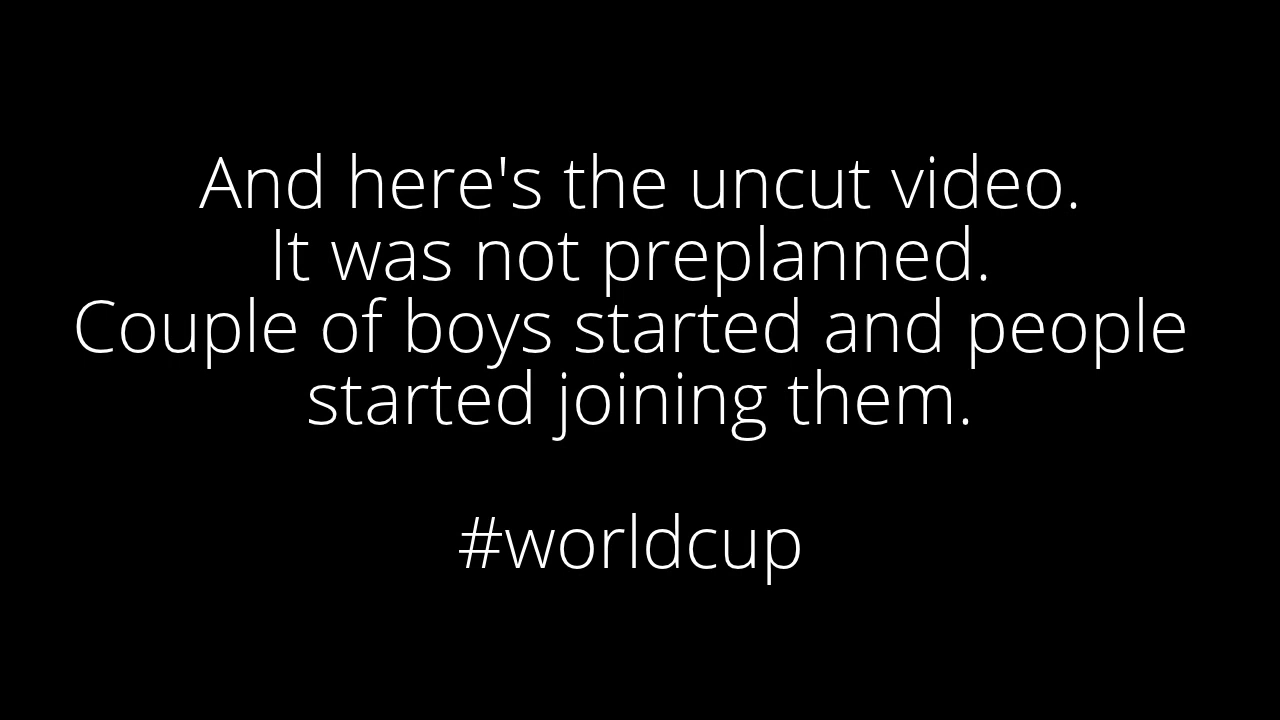 And here's the uncut video.
It was not preplanned.
Couple of boys started and people
started joining them.
#worldcup